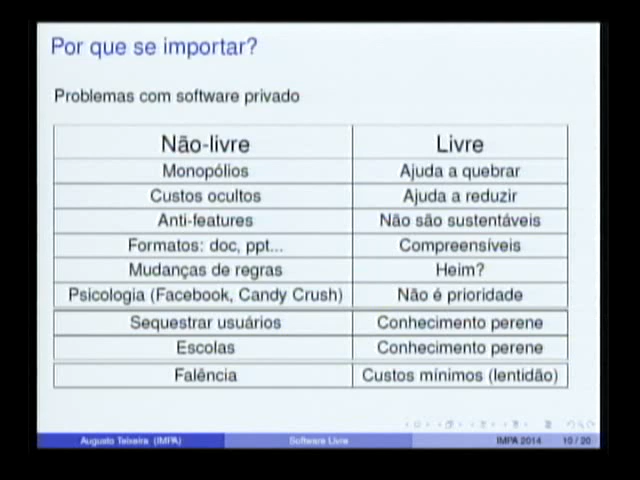 Por que se importar?
Problemas com software privado
Não-livre Livre
Monopólios Ajuda a quebrar
Custos ocultos Ajuda a reduzir
Anti-features Não são sustentáveis
Formatos: doc, ppt... Compreensíveis
Mudanças de regras Heim?
Psicologia (Facebook, Candy Crush) Não é prioridade
Sequestrar usuários Conhecimento perene
Escolas Conhecimento perene
Falência Custos mínimos (lentidão)
Augusto Teixeira (IMPA) Software Livre IMPA 2014 10 / 20